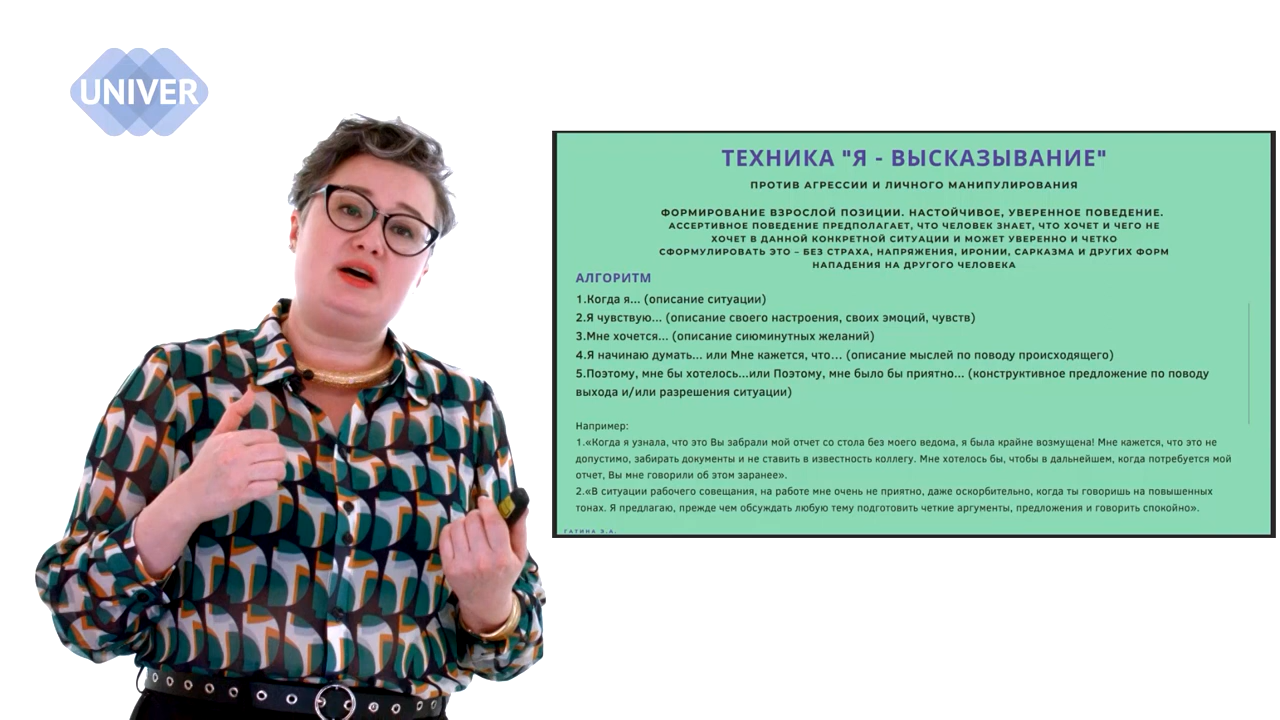 UNIVER
ТЕХНИКА "Я - ВЫСКАЗЫВАНИЕ"
ПРОТИВ АГРЕССИИ И ЛИЧНОГО МАНИПУЛИРОВАНИЯ
ФОРМИРОВАНИЕ ВЗРОСЛОЙ ПОЗИЦИИ. НАСТОЙЧИВОЕ, УВЕРЕННОЕ ПОВЕДЕНИЕ.
АССЕРТИВНОЕ ПОВЕДЕНИЕ ПРЕДПОЛАГАЕТ, ЧТО ЧЕЛОВЕК ЗНАЕТ, ЧТО ХОЧЕТ И ЧЕГО НЕ
ХОЧЕТ В ДАННОЙ КОНКРЕТНОЙ СИТУАЦИИ И МОЖЕТ УВЕРЕННО И ЧЕТКО
СФОРМУЛИРОВАТЬ ЭТО – БЕЗ СТРАХА, НАПРЯЖЕНИЯ, ИРОНИИ, САРКАЗМА И ДРУГИХ ФОРМ
НАПАДЕНИЯ НА ДРУГОГО ЧЕЛОВЕКА
АЛГОРИТМ
1.Когда я... (описание ситуации)
2.Я чувствую... (описание своего настроения, своих эмоций, чувств)
3.Мне хочется... (описание сиюминутных желаний)
4.Я начинаю думать... или Мне кажется, что... (описание мыслей по поводу происходящего)
5.Поэтому, мне бы хотелось...или Поэтому, мне было бы приятно... (конструктивное предложение по поводу
выхода и/или разрешения ситуации)
Например:
1.«Когда я узнала, что это Вы забрали мой отчет со стола без моего ведома, я была крайне возмущена! Мне кажется, что это не
допустимо, забирать документы и не ставить в известность коллегу. Мне хотелось бы, чтобы в дальнейшем, когда потребуется мой
отчет, Вы мне говорили об этом заранее».
2.«В ситуации рабочего совещания, на работе мне очень не приятно, даже оскорбительно, когда ты говоришь на повышенных
тонах. Я предлагаю, прежде чем обсуждать любую тему подготовить четкие аргументы, предложения и говорить спокойно».
ГАТИНА Э.А.